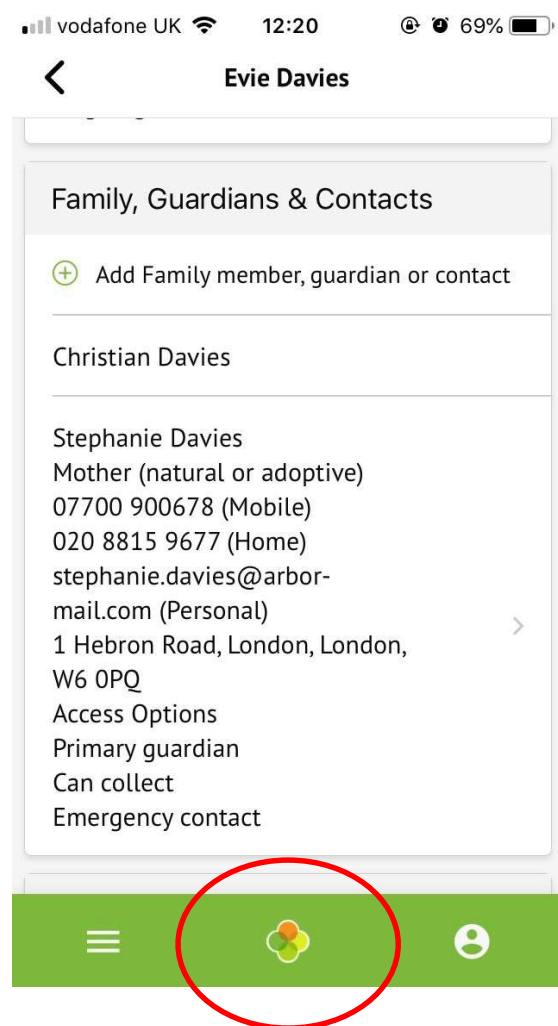 vodafone UK 12:20 69%
Evie Davies
Family, Guardians & Contacts
Add Family member, guardian or contact
Christian Davies
Stephanie Davies
Mother (natural or adoptive)
07700 900678 (Mobile)
020 8815 9677 (Home)
stephanie.davies@arbor-
mail.com (Personal)
1 Hebron Road, London, London,
W6 0PQ
Access Options
Primary guardian
Can collect
Emergency contact